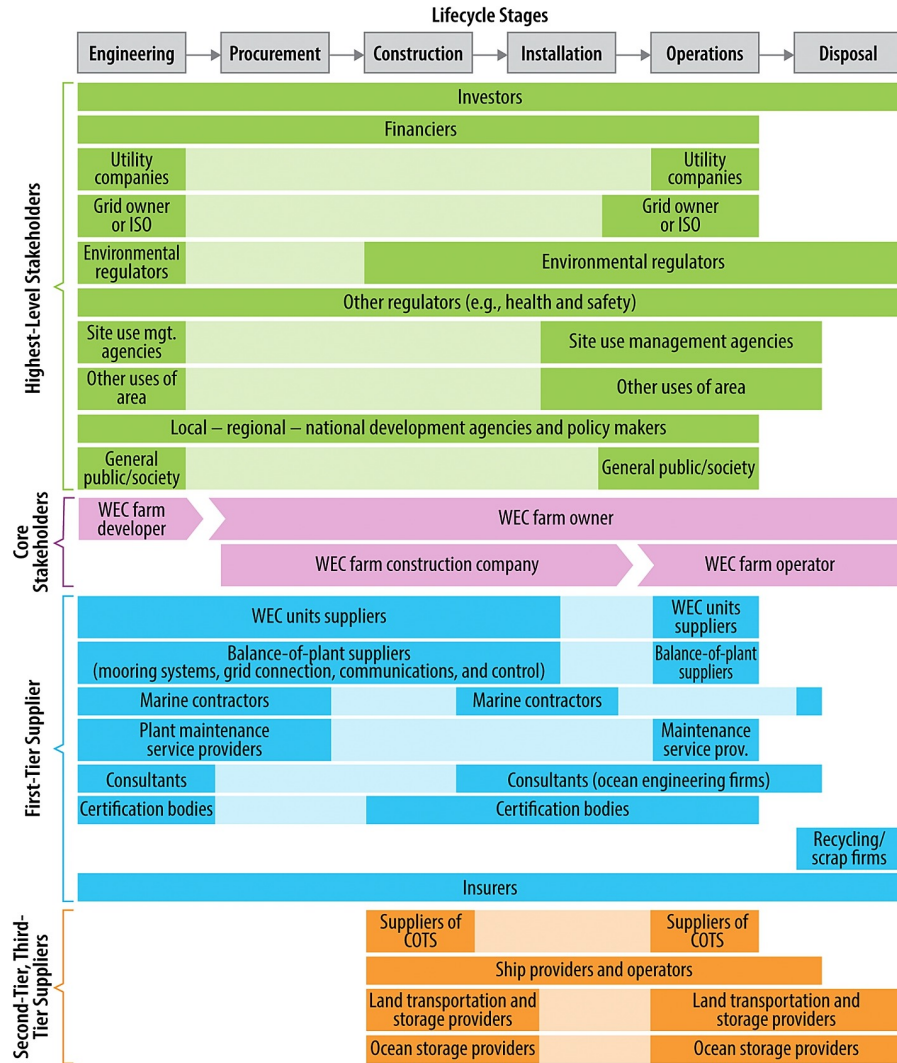 Lifecycle Stages
Engineering
Procurement
Construction
Installation
Operations
Disposal
Highest-Level Stakeholders
Investors
Financiers
Utility
companies
Utility
companies
Grid owner
or ISO
Grid owner
or ISO
Environmental
regulators
Environmental regulators
Other regulators (e.g., health and safety)
Site use mgt.
agencies
Site use management agencies
Other uses of
area
Other uses of area
Local – regional – national development agencies and policy makers
General
public/society
General public/society
Core
Stakeholders
WEC farm
developer
WEC farm owner
WEC farm construction company
WEC farm operator
First-Tier Supplier
WEC units suppliers
WEC units
suppliers
Balance-of-plant suppliers
(mooring systems, grid connection, communications, and control)
Balance-of-plant
suppliers
Marine contractors
Marine contractors
Plant maintenance
service providers
Maintenance
service prov.
Consultants
Consultants (ocean engineering firms)
Certification bodies
Certification bodies
Recycling/
scrap firms
Insurers
Second-Tier, Third-
Tier Suppliers
Suppliers of
COTS
Suppliers of
COTS
Ship providers and operators
Land transportation and
storage providers
Land transportation and
storage providers
Ocean storage providers
Ocean storage providers